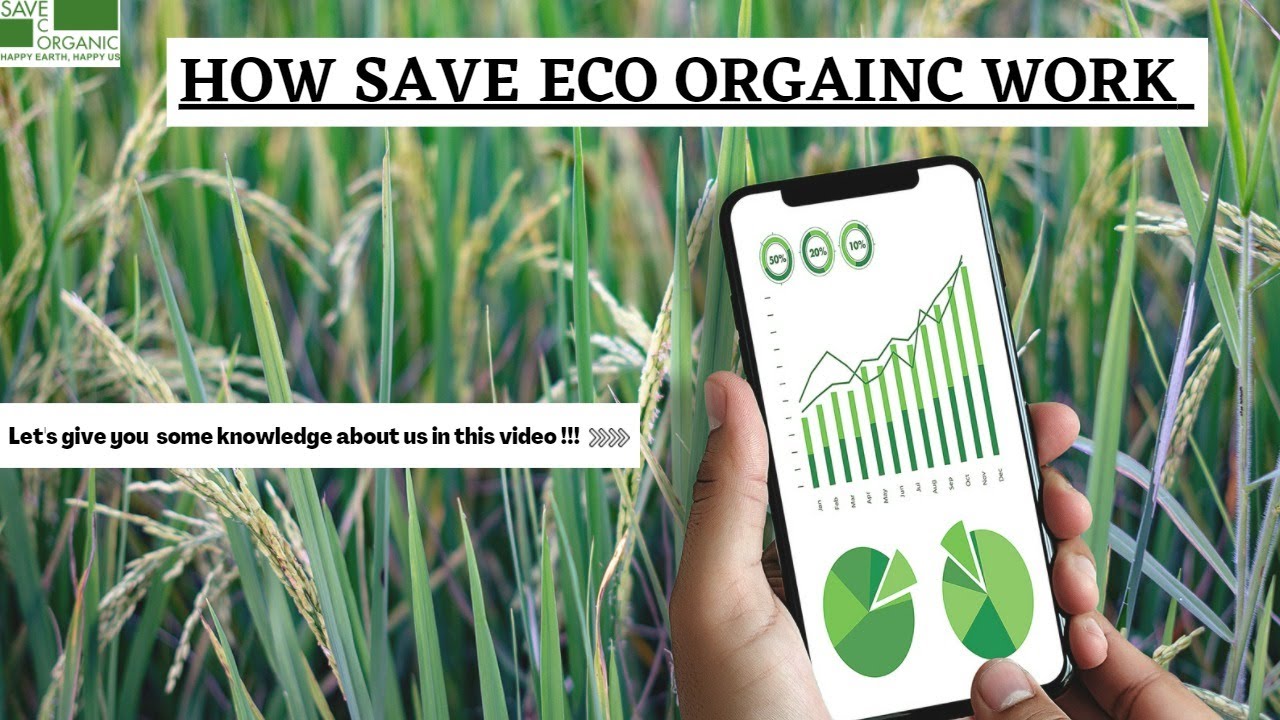 SAVE
C
ORGANIC
HAPPY EARTH, HAPPY US
HOW SAVE ECO ORGAINC WORK
50% 20% 10%
Let's give you some knowledge about us in this video !!!
Jan Feb Mar Apr May Jun Jul Aug Sep Oct Nov Dec